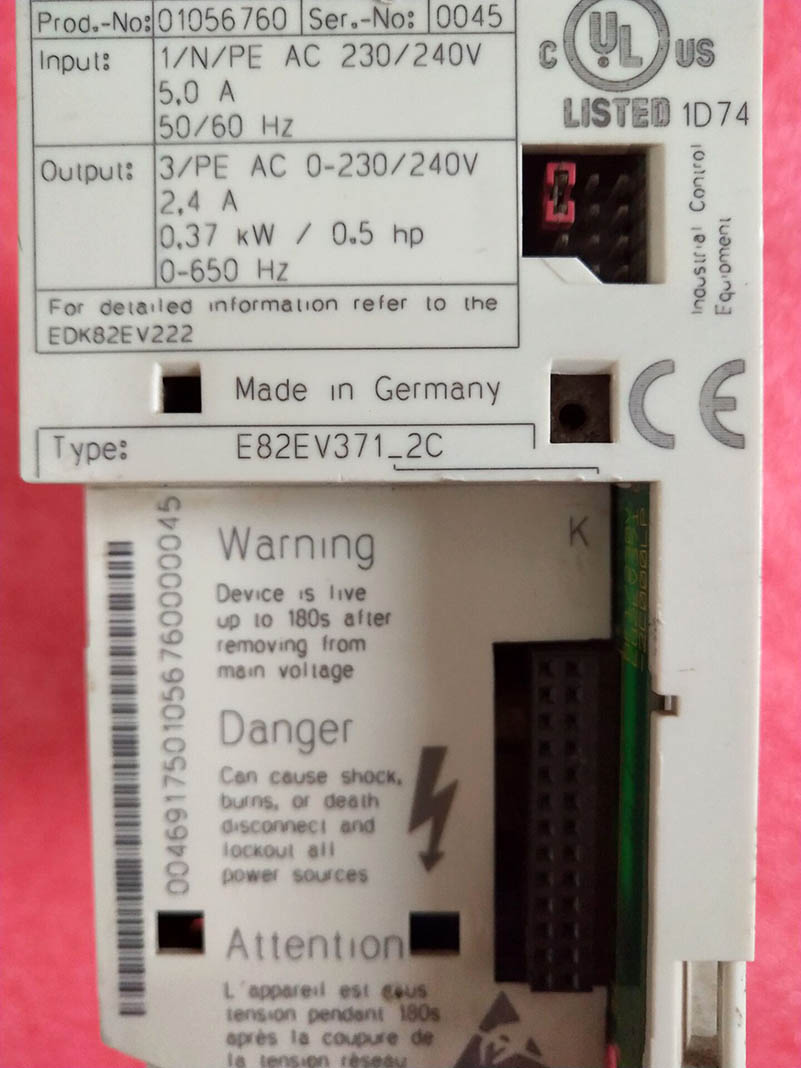 Prod.-No: 01056760 Ser.-No: 0045
Input: 1/N/PE AC 230/240V
5,0 A
50/60 Hz
Output: 3/PE AC 0-230/240V
2,4 A
0,37 kW / 0.5 hp
0-650 Hz
For detailed information refer to the
EDK82EV222
C UL US
LISTED 1D74
Industrial Control
Equipment
Made in Germany
CE
Type: E82EV371_2C
K
00469175010567600000045
Warning
Device is live
up to 180s after
removing from
main voltage
Danger
Can cause shock,
burns, or death
disconnect and
lockout all
power sources
Attention
L'appareil est sous
tension pendant 180s
après la coupure de
la tension réseau